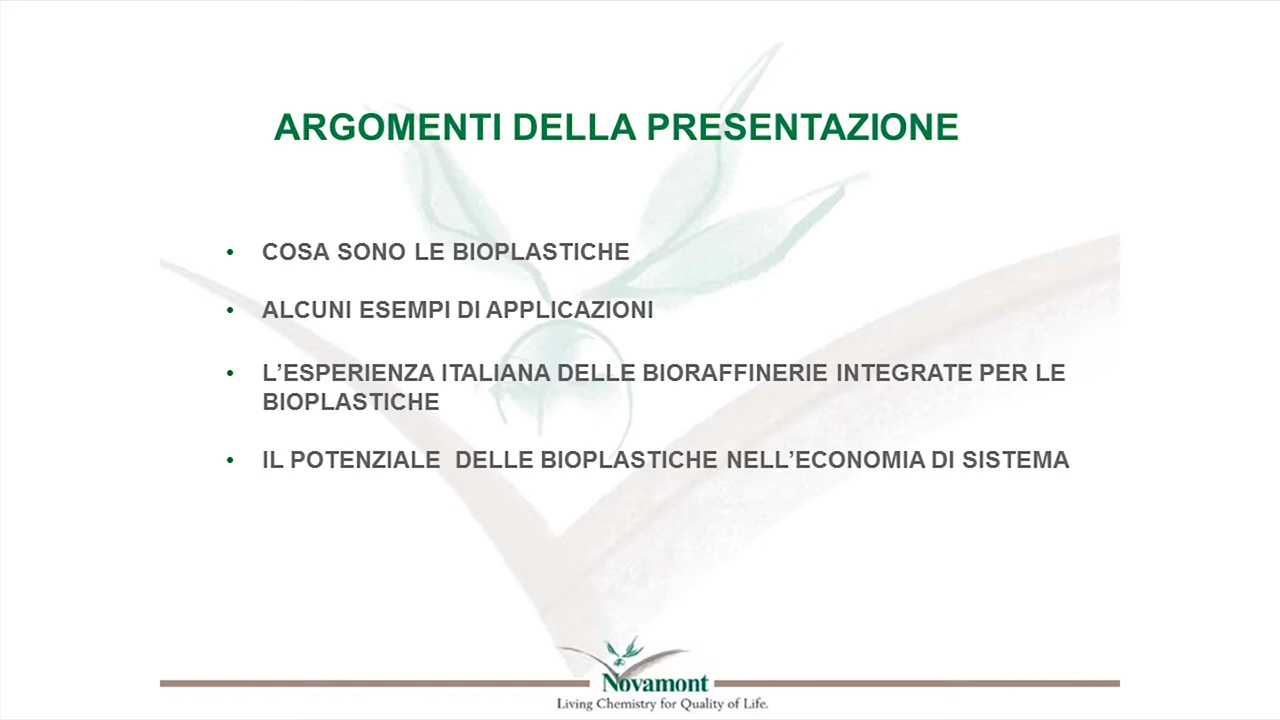 ARGOMENTI DELLA PRESENTAZIONE
• COSA SONO LE BIOPLASTICHE
• ALCUNI ESEMPI DI APPLICAZIONI
• L’ESPERIENZA ITALIANA DELLE BIORAFFINERIE INTEGRATE PER LE
BIOPLASTICHE
• IL POTENZIALE  DELLE BIOPLASTICHE NELL’ECONOMIA DI SISTEMA
Novamont
Living Chemistry for Quality of Life.